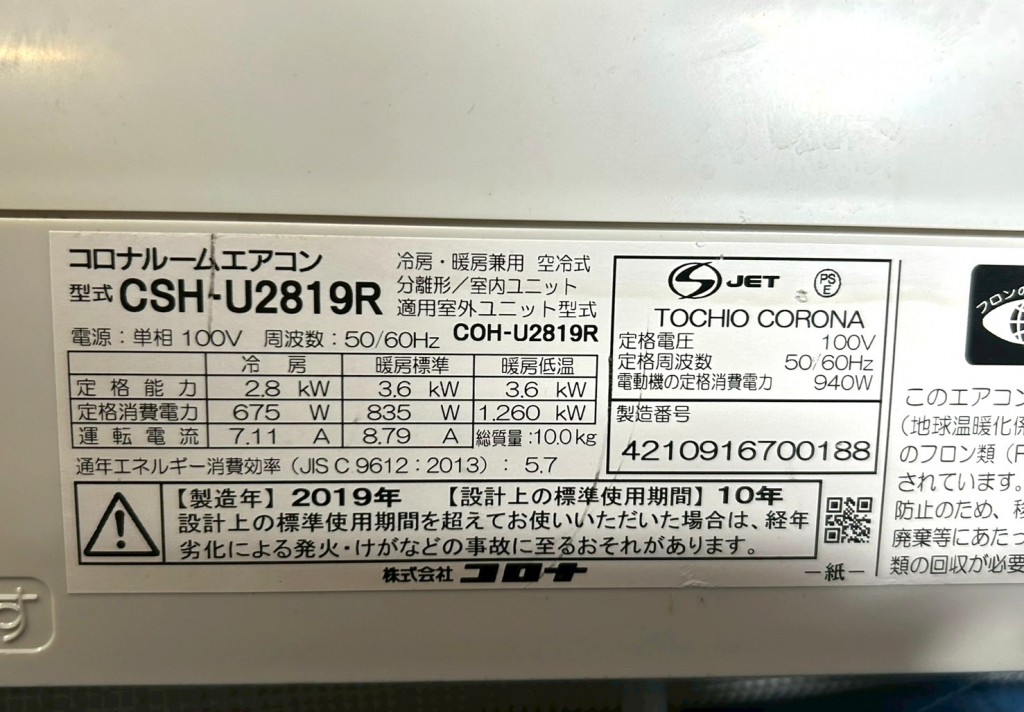 コロナルームエアコン
型式 CSH-U2819R
冷房・暖房兼用 空冷式
分離形／室内ユニット
適用室外ユニット型式
COH-U2819R
電源：単相 100V 周波数：50/60Hz
冷 房 暖房標準 暖房低温
定格能力 2.8 kW 3.6 kW 3.6 kW
定格消費電力 675 W 835 W 1.260 kW
運転電流 7.11 A 8.79 A 総質量：10.0kg
通年エネルギー消費効率（JIS C 9612：2013）：5.7
【製造年】2019年 【設計上の標準使用期間】10年
設計上の標準使用期間を超えてお使いいただいた場合は、経年
劣化による発火・けがなどの事故に至るおそれがあります。
株式会社 コロナ
－紙－
S JET PS E
TOCHIO CORONA
定格電圧 100V
定格周波数 50/60Hz
電動機の定格消費電力 940W
製造番号
4210916700188
フロンの
このエアコン
（地球温暖化係
のフロン類（F
されています。
防止のため、移
廃棄等にあたっ
類の回収が必要
す